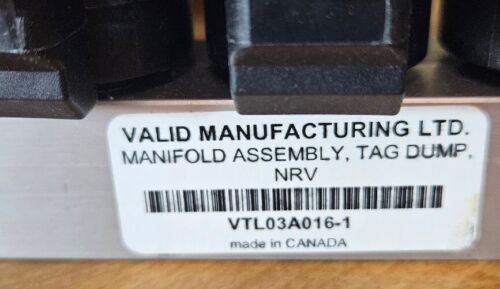 VALID MANUFACTURING LTD.
MANIFOLD ASSEMBLY, TAG DUMP,
NRV
VTL03A016-1
made in CANADA